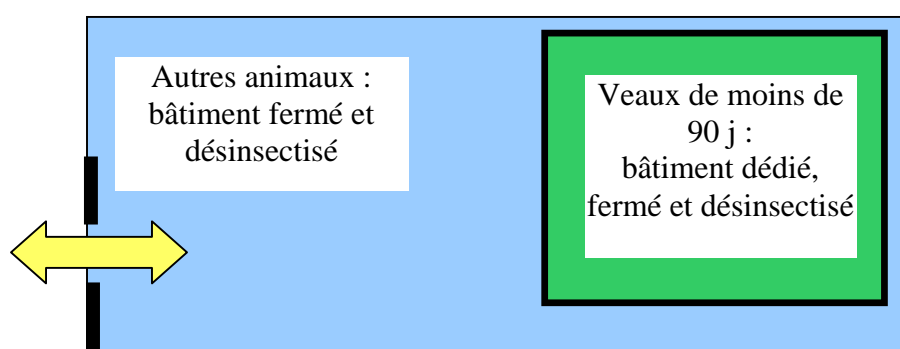 Autres animaux :
bâtiment fermé et
désinsectisé
Veaux de moins de
90 j :
bâtiment dédié,
fermé et désinsectisé